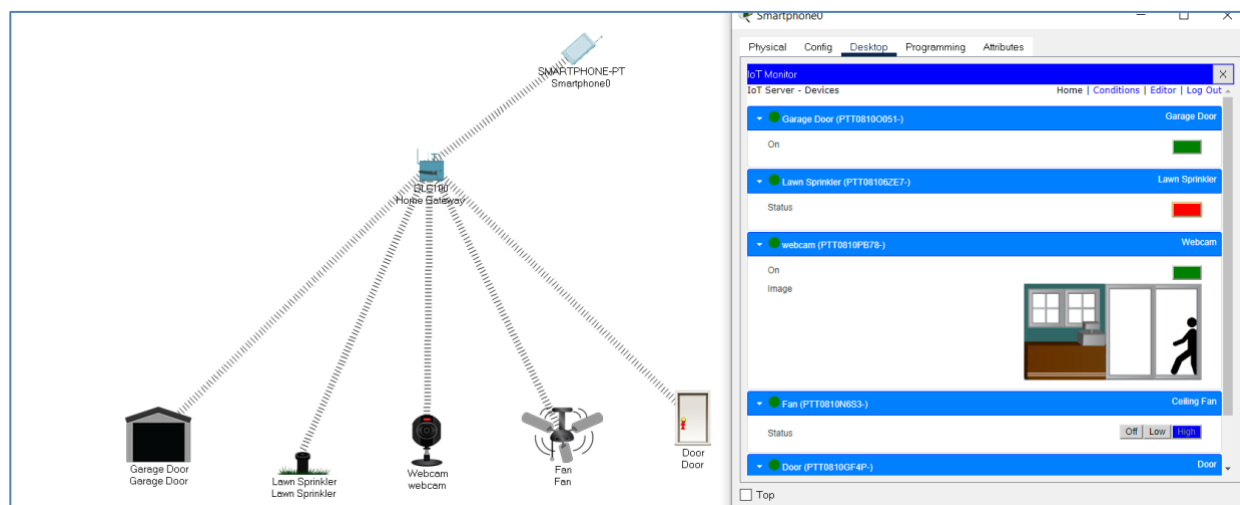 SMARTPHONE-PT
Smartphone0
DLC100
Home Gateway
Garage Door
Garage Door
Lawn Sprinkler
Lawn Sprinkler
Webcam
webcam
Fan
Fan
Door
Door
Smartphone0
Physical Config Desktop Programming Attributes
IoT Monitor X
IoT Server - Devices Home | Conditions | Editor | Log Out
Garage Door (PTT0810O051-) Garage Door
On
Lawn Sprinkler (PTT08106ZE7-) Lawn Sprinkler
Status
webcam (PTT0810PB78-) Webcam
On
Image
Fan (PTT0810N6S3-) Ceiling Fan
Status Off Low High
Door (PTT0810GF4P-) Door
Top